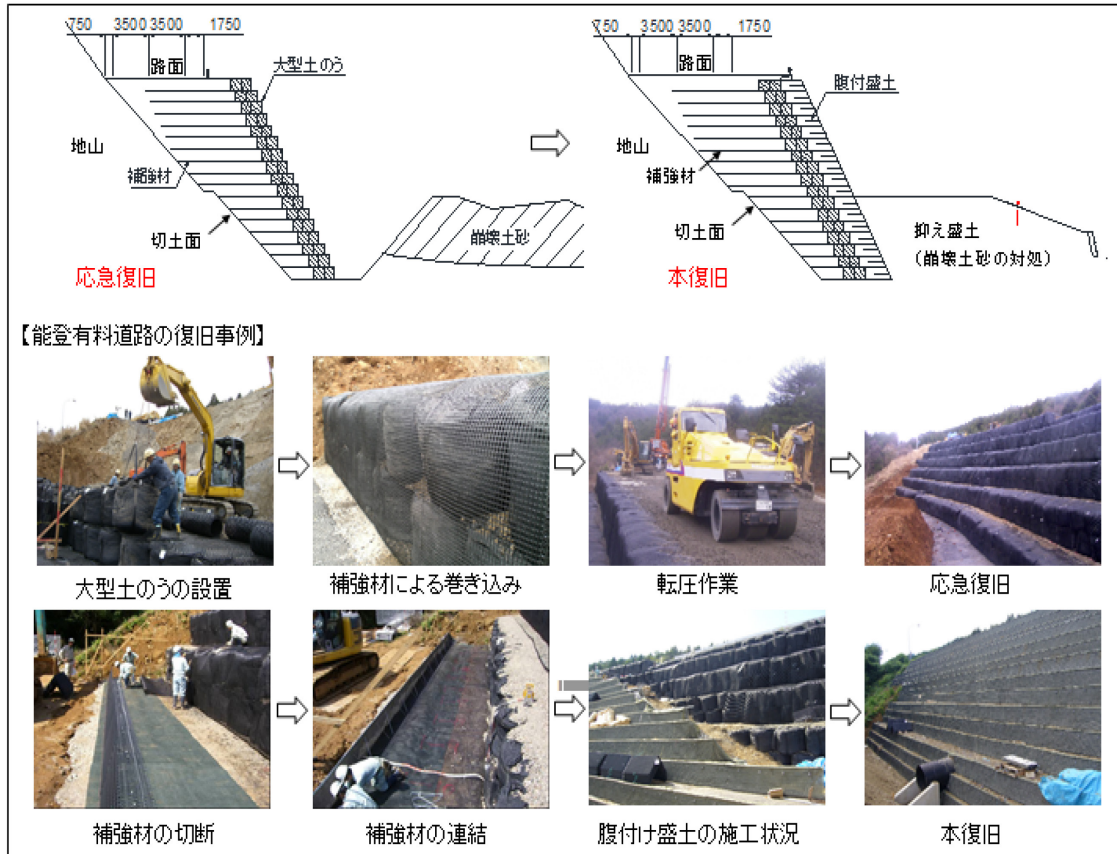 750 3500 3500 1750
路面
大型土のう
地山
補強材
切土面
崩壊土砂
応急復旧
750 3500 3500 1750
路面
腹付盛土
地山
補強材
切土面
抑え盛土
(崩壊土砂の対処)
本復旧
【能登有料道路の復旧事例】
大型土のうの設置
補強材による巻き込み
転圧作業
応急復旧
補強材の切断
補強材の連結
腹付け盛土の施工状況
本復旧